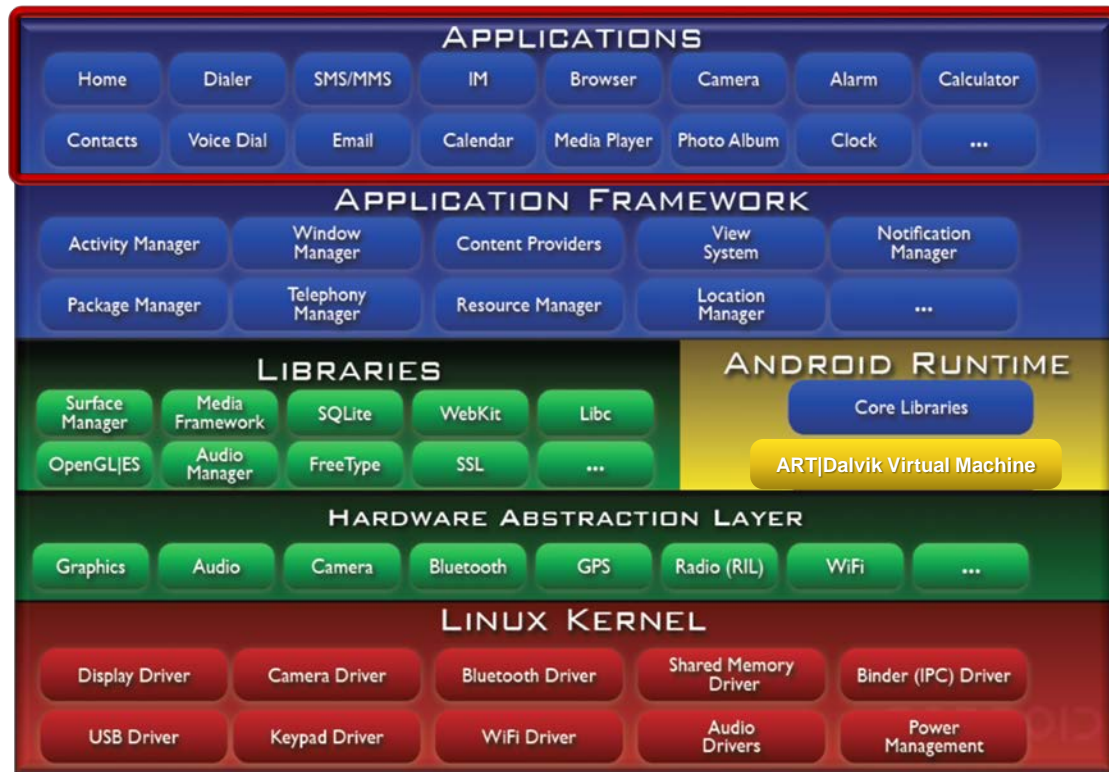 APPLICATIONS
Home Dialer SMS/MMS IM Browser Camera Alarm Calculator
Contacts Voice Dial Email Calendar Media Player Photo Album Clock ...
APPLICATION FRAMEWORK
Activity Manager
Window
Manager
Content Providers
View
System
Notification
Manager
Package Manager
Telephony
Manager
Resource Manager
Location
Manager
...
LIBRARIES
Surface
Manager
Media
Framework
SQLite
WebKit
Libc
OpenGL|ES
Audio
Manager
FreeType
SSL
...
ANDROID RUNTIME
Core Libraries
ART|Dalvik Virtual Machine
HARDWARE ABSTRACTION LAYER
Graphics Audio Camera Bluetooth GPS Radio (RIL) WiFi ...
LINUX KERNEL
Display Driver
Camera Driver
Bluetooth Driver
Shared Memory
Driver
Binder (IPC) Driver
USB Driver
Keypad Driver
WiFi Driver
Audio
Drivers
Power
Management